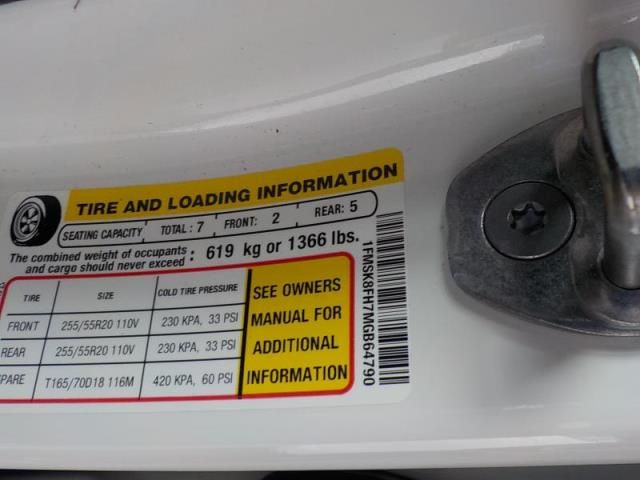 TIRE AND LOADING INFORMATION
SEATING CAPACITY TOTAL : 7 FRONT: 2 REAR: 5
The combined weight of occupants and cargo should never exceed : 619 kg or 1366 lbs.
TIRE SIZE COLD TIRE PRESSURE
FRONT 255/55R20 110V 230 KPA, 33 PSI
REAR 255/55R20 110V 230 KPA, 33 PSI
SPARE T165/70D18 116M 420 KPA, 60 PSI
SEE OWNERS
MANUAL FOR
ADDITIONAL
INFORMATION
1FMSK8FH7MGB64790